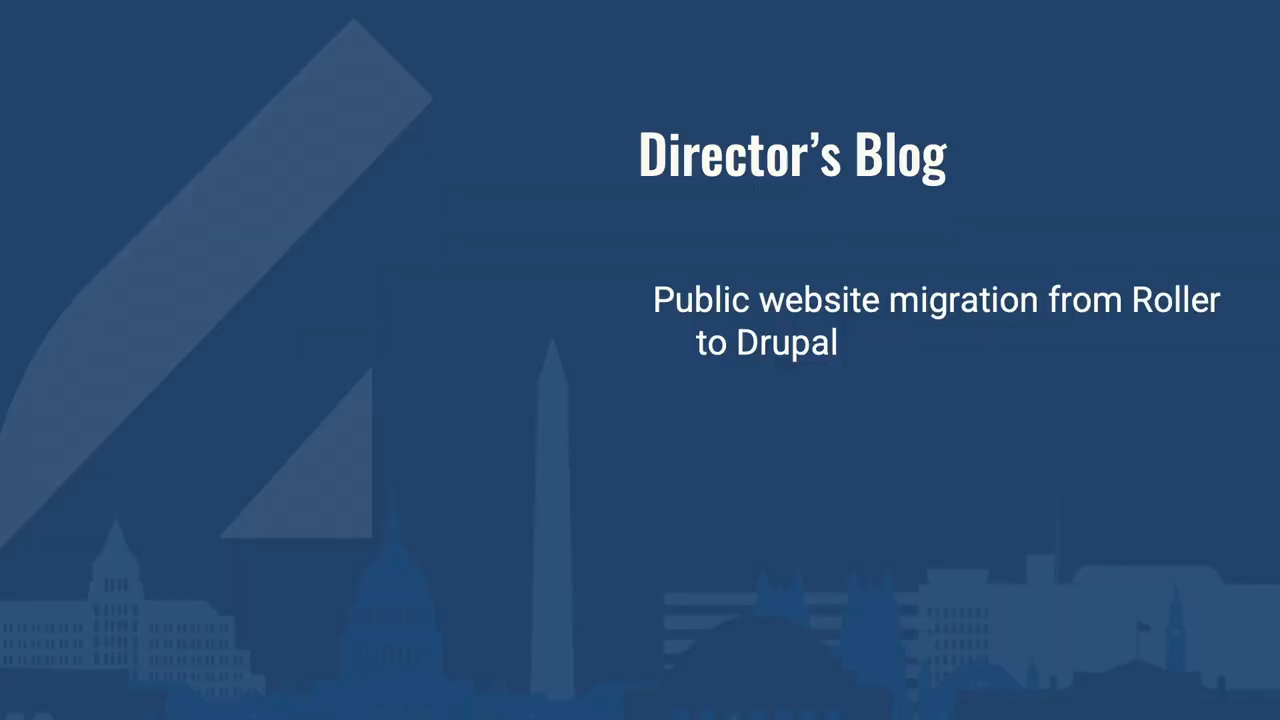 Director’s Blog
Public website migration from Roller
to Drupal